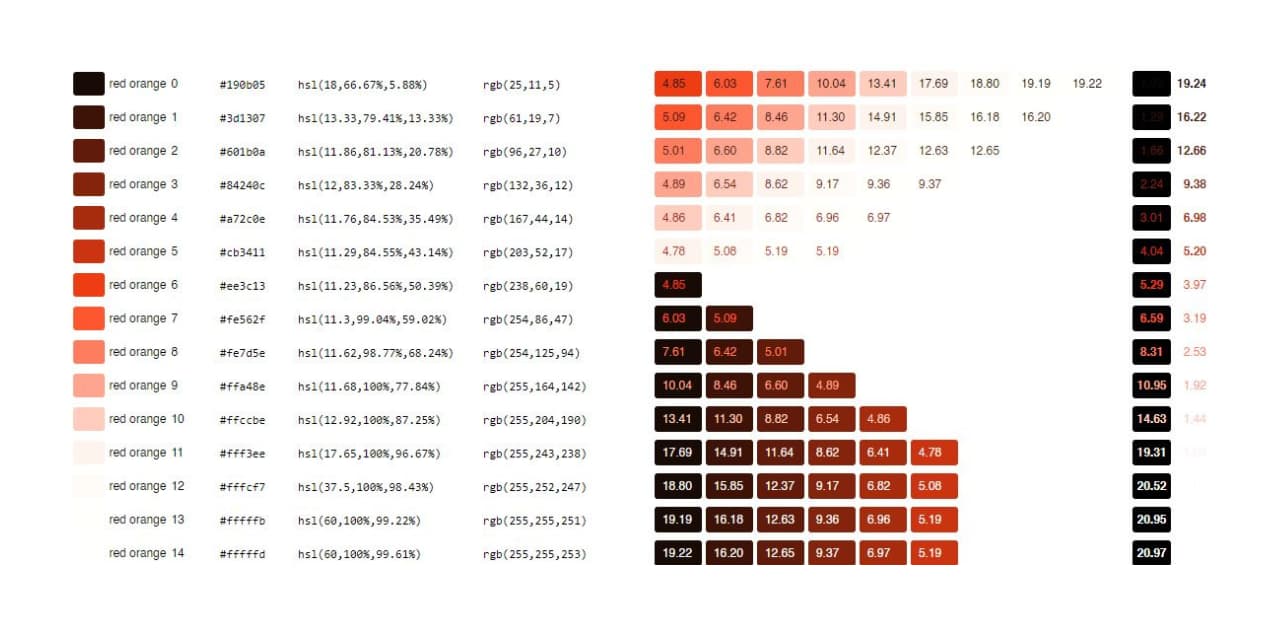 red orange 0 #190b05 hsl(18,66.67%,5.88%) rgb(25,11,5) 4.85 6.03 7.61 10.04 13.41 17.69 18.80 19.19 19.22 19.24
red orange 1 #3d1307 hsl(13.33,79.41%,13.33%) rgb(61,19,7) 5.09 6.42 8.46 11.30 14.91 15.85 16.18 16.20 1.29 16.22
red orange 2 #601b0a hsl(11.86,81.13%,20.78%) rgb(96,27,10) 5.01 6.60 8.82 11.64 12.37 12.63 12.65 1.66 12.66
red orange 3 #84240c hsl(12,83.33%,28.24%) rgb(132,36,12) 4.89 6.54 8.62 9.17 9.36 9.37 2.24 9.38
red orange 4 #a72c0e hsl(11.76,84.53%,35.49%) rgb(167,44,14) 4.86 6.41 6.82 6.96 6.97 3.01 6.98
red orange 5 #cb3411 hsl(11.29,84.55%,43.14%) rgb(203,52,17) 4.78 5.08 5.19 5.19 4.04 5.20
red orange 6 #ee3c13 hsl(11.23,86.56%,50.39%) rgb(238,60,19) 4.85 5.29 3.97
red orange 7 #fe562f hsl(11.3,99.04%,59.02%) rgb(254,86,47) 6.03 5.09 6.59 3.19
red orange 8 #fe7d5e hsl(11.62,98.77%,68.24%) rgb(254,125,94) 7.61 6.42 5.01 8.31 2.53
red orange 9 #ffa48e hsl(11.68,100%,77.84%) rgb(255,164,142) 10.04 8.46 6.60 4.89 10.95 1.92
red orange 10 #ffccbe hsl(12.92,100%,87.25%) rgb(255,204,190) 13.41 11.30 8.82 6.54 4.86 14.63 1.44
red orange 11 #fff3ee hsl(17.65,100%,96.67%) rgb(255,243,238) 17.69 14.91 11.64 8.62 6.41 4.78 19.31
red orange 12 #fffcf7 hsl(37.5,100%,98.43%) rgb(255,252,247) 18.80 15.85 12.37 9.17 6.82 5.08 20.52
red orange 13 #fffffb hsl(60,100%,99.22%) rgb(255,255,251) 19.19 16.18 12.63 9.36 6.96 5.19 20.95
red orange 14 #fffffd hsl(60,100%,99.61%) rgb(255,255,253) 19.22 16.20 12.65 9.37 6.97 5.19 20.97